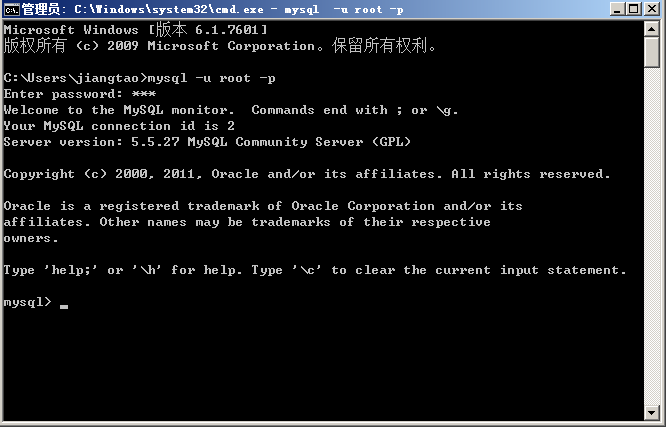 管理员: C:\Windows\system32\cmd.exe - mysql  -u root -p
Microsoft Windows [版本 6.1.7601]
版权所有 (c) 2009 Microsoft Corporation。保留所有权利。
C:\Users\jiangtao>mysql -u root -p
Enter password: ***
Welcome to the MySQL monitor.  Commands end with ; or \g.
Your MySQL connection id is 2
Server version: 5.5.27 MySQL Community Server (GPL)
Copyright (c) 2000, 2011, Oracle and/or its affiliates. All rights reserved.
Oracle is a registered trademark of Oracle Corporation and/or its
affiliates. Other names may be trademarks of their respective
owners.
Type 'help;' or '\h' for help. Type '\c' to clear the current input statement.
mysql> _